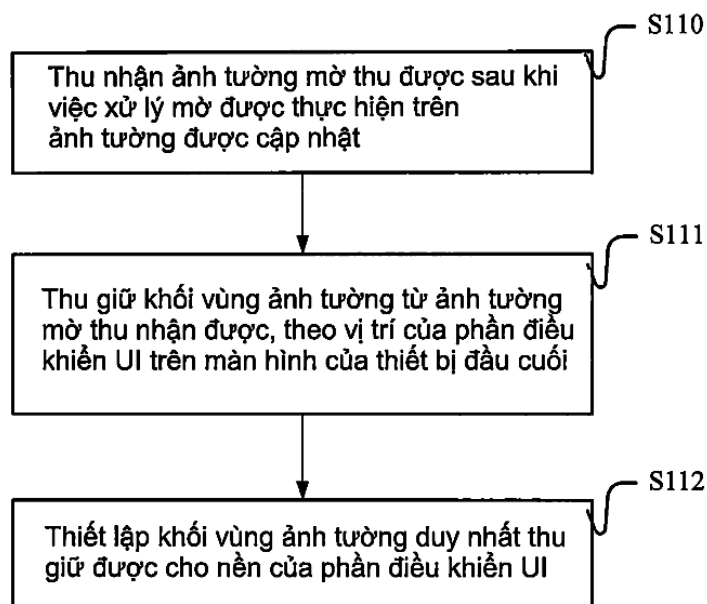 S110
Thu nhận ảnh tường mờ thu được sau khi
việc xử lý mờ được thực hiện trên
ảnh tường được cập nhật
S111
Thu giữ khối vùng ảnh tường từ ảnh tường
mờ thu nhận được, theo vị trí của phần điều
khiển UI trên màn hình của thiết bị đầu cuối
S112
Thiết lập khối vùng ảnh tường duy nhất thu
giữ được cho nền của phần điều khiển UI